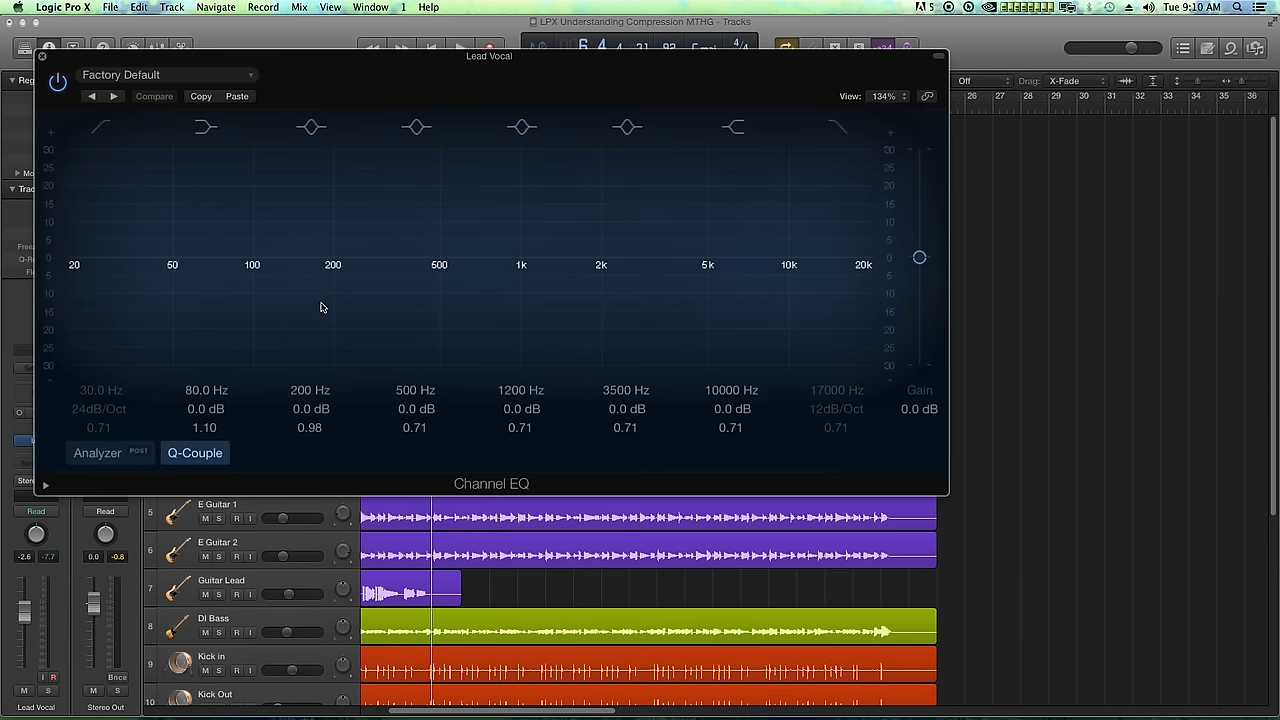 Logic Pro X File Edit Track Navigate Record Mix View Window 1 Help
5 Tue 9:10 AM
LPX Understanding Compression MTHG - Tracks
Lead Vocal
Factory Default
Compare Copy Paste View: 134%
Off Drag: X-Fade
26 27 28 29 30 31 32 33 34 35 36
+ +
30 30
25 25
20 20
15 15
10 10
5 5
0 0
20 50 100 200 500 1k 2k 5k 10k 20k
5 5
10 10
15 15
20 20
25 25
30 30
- -
30.0 Hz 80.0 Hz 200 Hz 500 Hz 1200 Hz 3500 Hz 10000 Hz 17000 Hz Gain
24dB/Oct 0.0 dB 0.0 dB 0.0 dB 0.0 dB 0.0 dB 0.0 dB 12dB/Oct 0.0 dB
0.71 1.10 0.98 0.71 0.71 0.71 0.71 0.71
Analyzer POST Q-Couple
Channel EQ
Read Read
-2.6 -7.7 0.0 -0.8
I R Bnce
M S M S
Lead Vocal Stereo Out
5 E Guitar 1
M S R I
6 E Guitar 2
M S R I
7 Guitar Lead
M S R I
8 DI Bass
M S R I
9 Kick in
M S R I
10 Kick Out